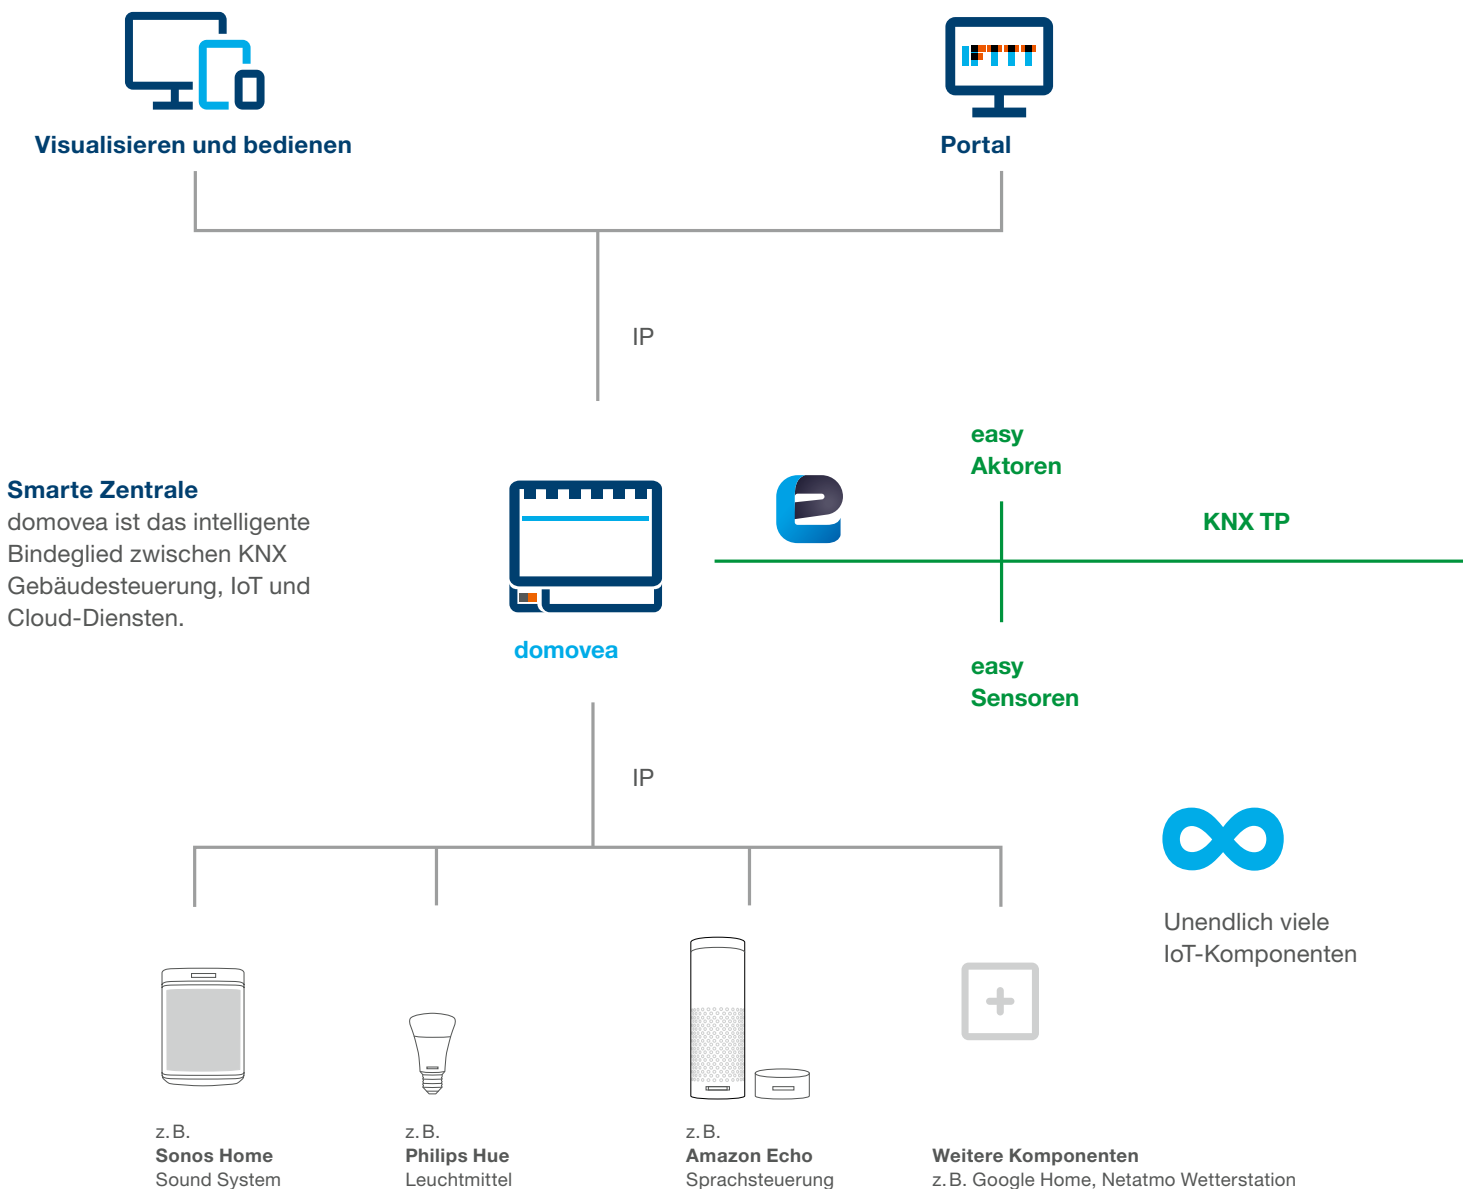 IFTTT
Visualisieren und bedienen
Portal
IP
easy
Aktoren
KNX TP
Smarte Zentrale
domovea ist das intelligente
Bindeglied zwischen KNX
Gebäudesteuerung, IoT und
Cloud-Diensten.
domovea
easy
Sensoren
IP
Unendlich viele
IoT-Komponenten
z. B.
Sonos Home
Sound System
z. B.
Philips Hue
Leuchtmittel
z. B.
Amazon Echo
Sprachsteuerung
Weitere Komponenten
z. B. Google Home, Netatmo Wetterstation